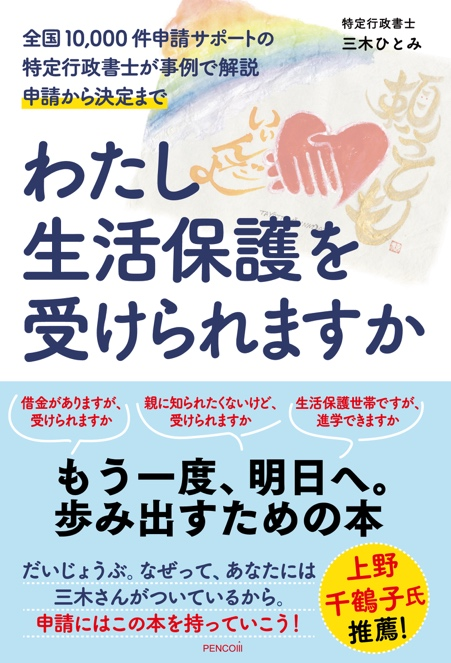 全国10,000件申請サポートの
特定行政書士が事例で解説
申請から決定まで
特定行政書士
三木ひとみ
頼っても
いい愛
わたし
生活保護を
受けられますか
借金がありますが、
受けられますか
親に知られたくないけど、
受けられますか
生活保護世帯ですが、
進学できますか
もう一度、明日へ。
歩み出すための本
だいじょうぶ。なぜって、あなたには
三木さんがついているから。
申請にはこの本を持っていこう！
上野
千鶴子氏
推薦！
PENCOM